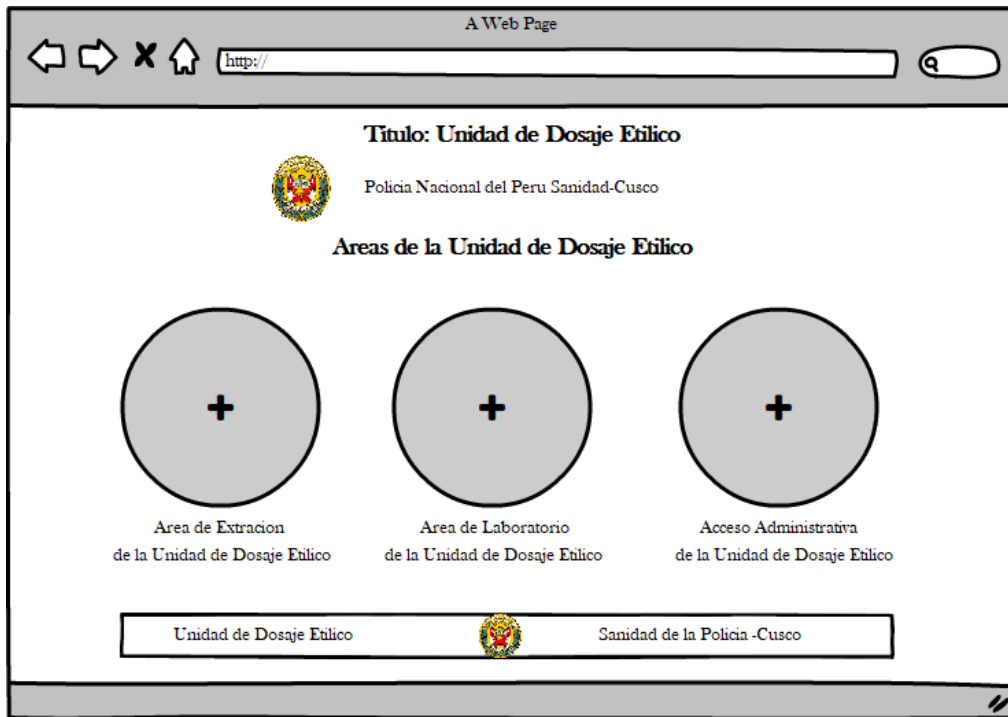 A Web Page
http://
Titulo: Unidad de Dosaje Etilico
Policia Nacional del Peru Sanidad-Cusco
Areas de la Unidad de Dosaje Etilico
Area de Extracion
de la Unidad de Dosaje Etilico
Area de Laboratorio
de la Unidad de Dosaje Etilico
Acceso Administrativa
de la Unidad de Dosaje Etilico
Unidad de Dosaje Etilico
Sanidad de la Policia -Cusco